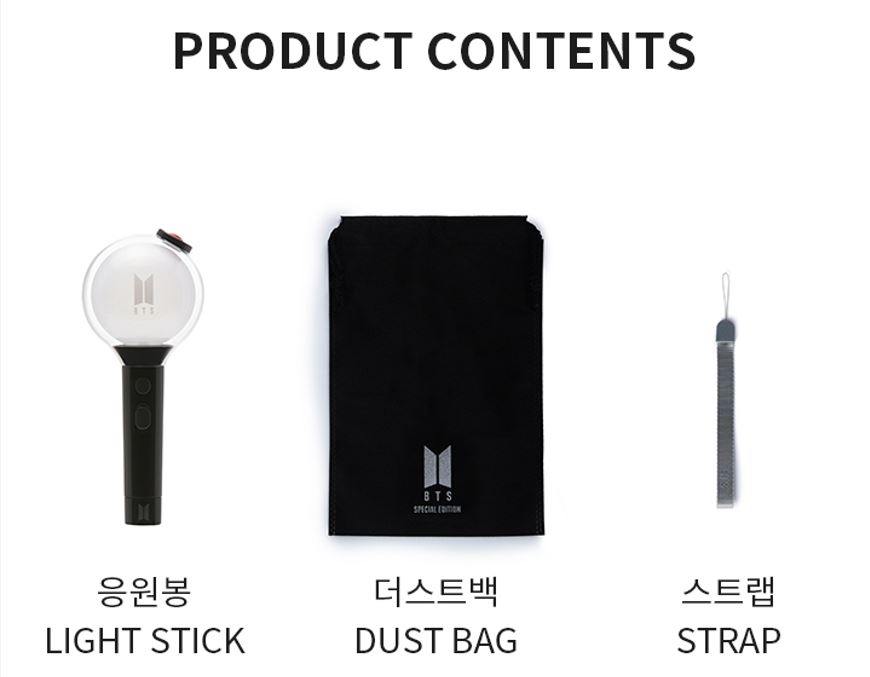 PRODUCT CONTENTS
BTS
BTS
SPECIAL EDITION
응원봉
더스트백
스트랩
LIGHT STICK
DUST BAG
STRAP